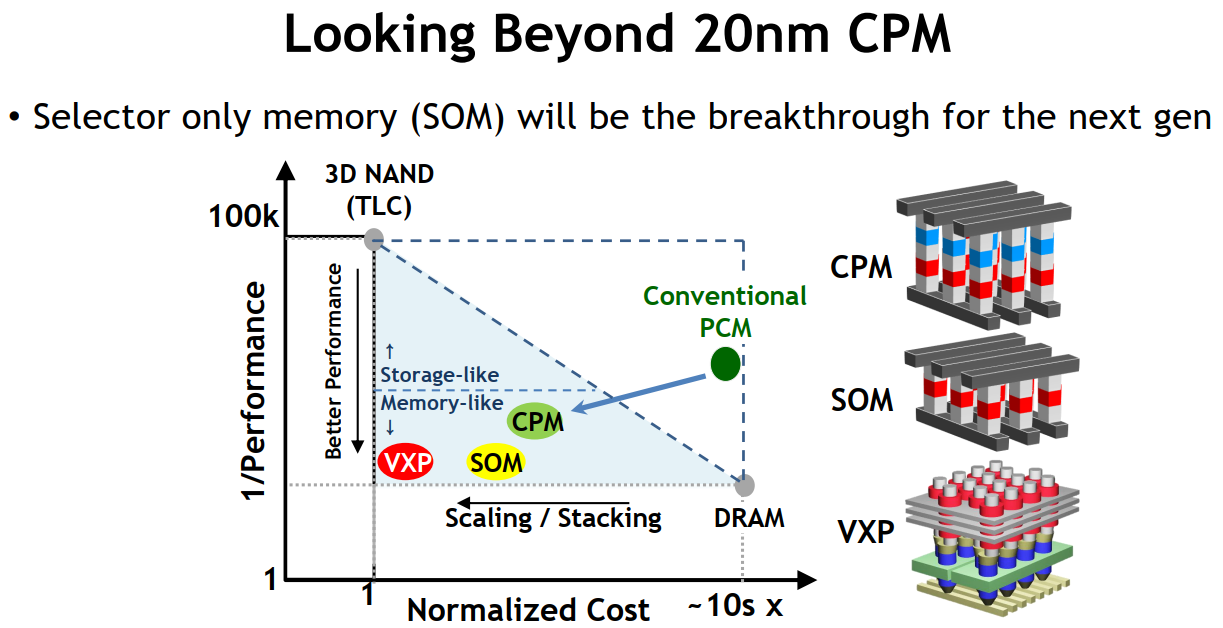 Looking Beyond 20nm CPM
• Selector only memory (SOM) will be the breakthrough for the next gen
3D NAND
(TLC)
100k
1/Performance
Better Performance
↑
Storage-like
Memory-like
↓
Conventional
PCM
CPM
VXP
SOM
Scaling / Stacking
DRAM
1
1
Normalized Cost
~10s x
CPM
SOM
VXP